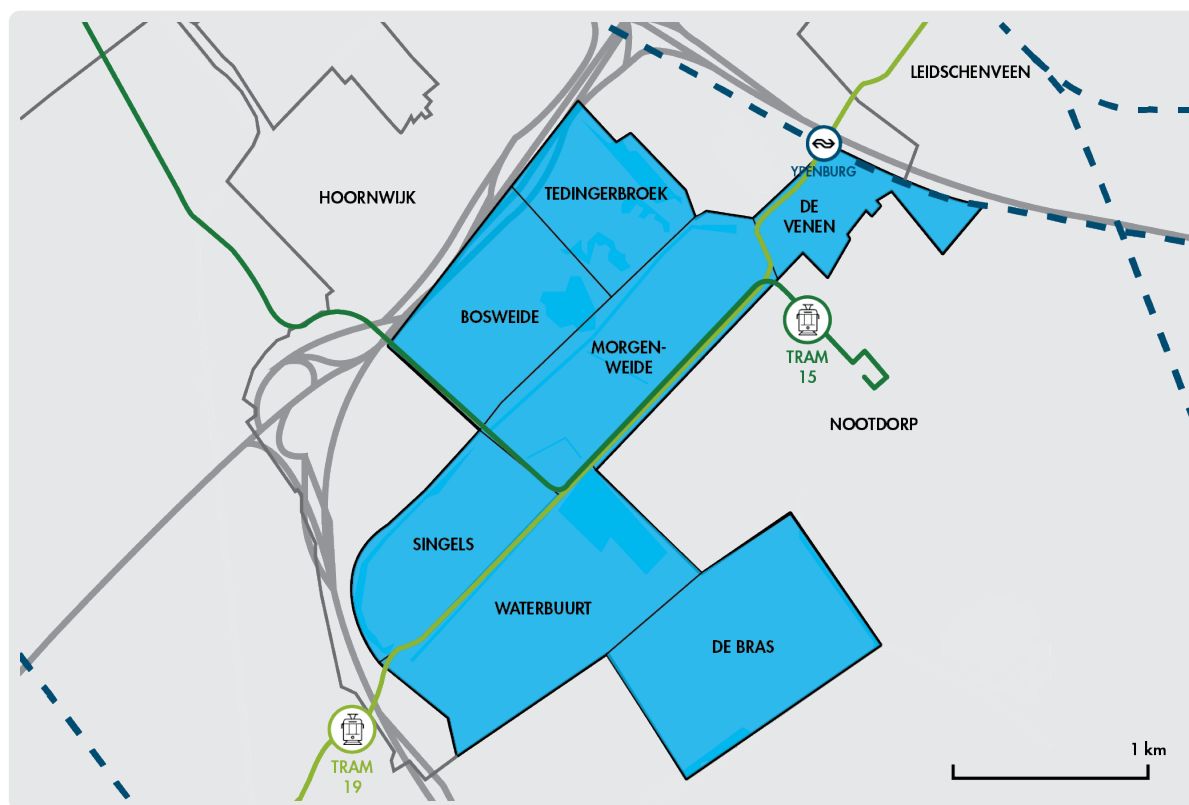 LEIDSCHENVEEN
YPENBURG
HOORNWIJK
TEDINGERBROEK
DE
VENEN
BOSWEIDE
MORGEN-
WEIDE
TRAM
15
NOOTDORP
SINGELS
WATERBUURT
DE BRAS
TRAM
19
1 km